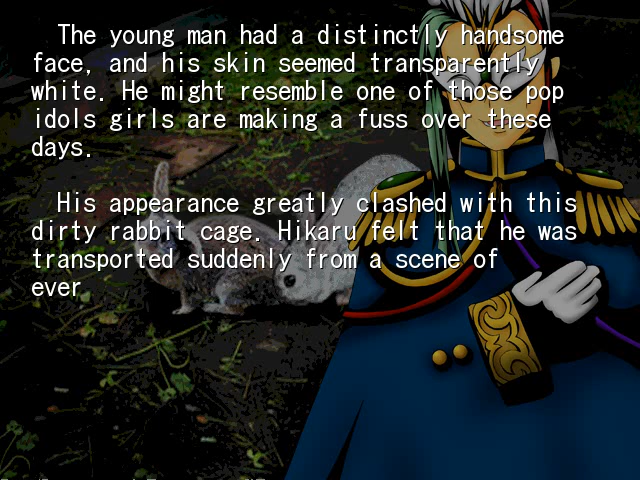 The young man had a distinctly handsome
face, and his skin seemed transparently
white. He might resemble one of those pop
idols girls are making a fuss over these
days.
His appearance greatly clashed with this
dirty rabbit cage. Hikaru felt that he was
transported suddenly from a scene of
ever